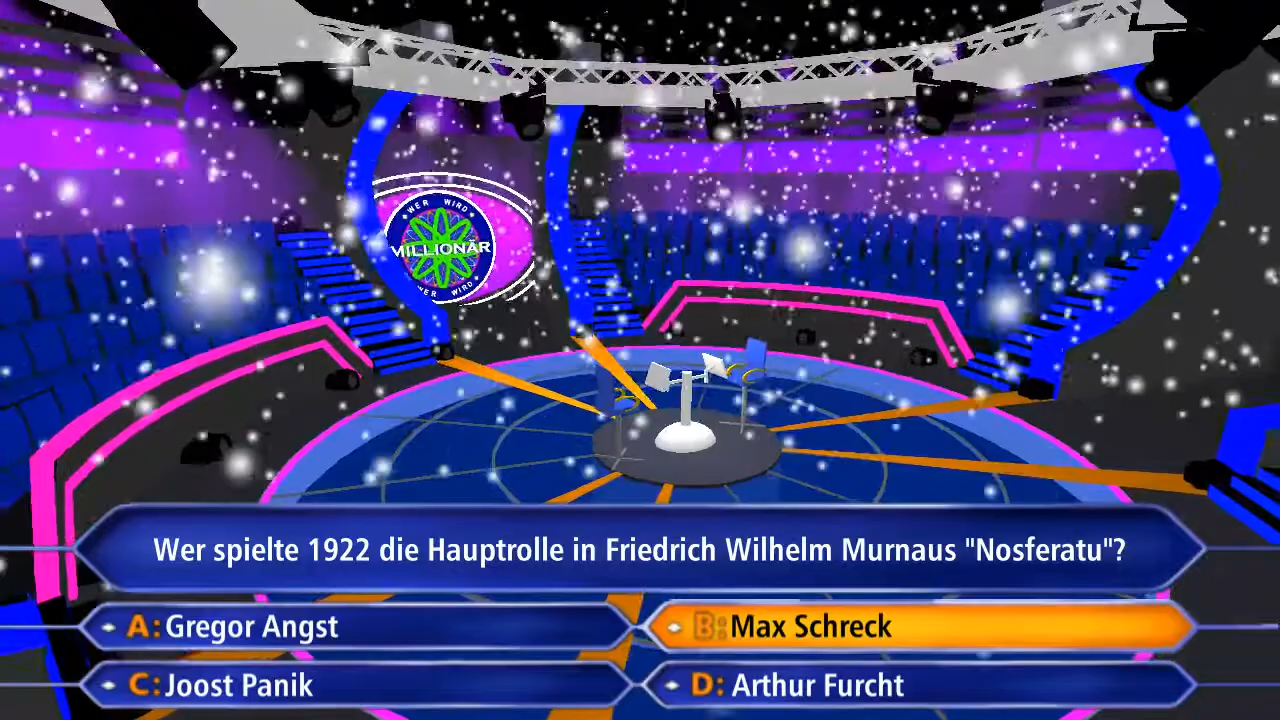 WER WIRD
MILLIONÄR
WER WIRD
Wer spielte 1922 die Hauptrolle in Friedrich Wilhelm Murnaus "Nosferatu"?
A: Gregor Angst
B: Max Schreck
C: Joost Panik
D: Arthur Furcht